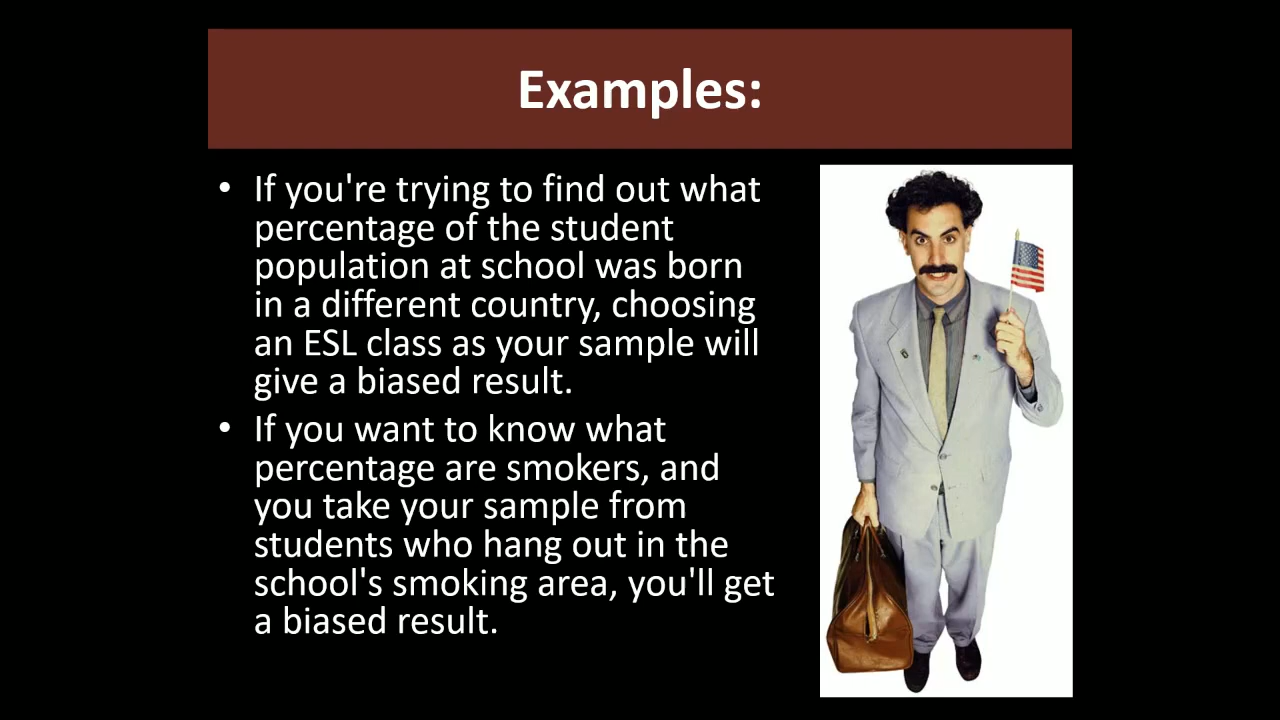 Examples:
• If you're trying to find out what
percentage of the student
population at school was born
in a different country, choosing
an ESL class as your sample will
give a biased result.
• If you want to know what
percentage are smokers, and
you take your sample from
students who hang out in the
school's smoking area, you'll get
a biased result.